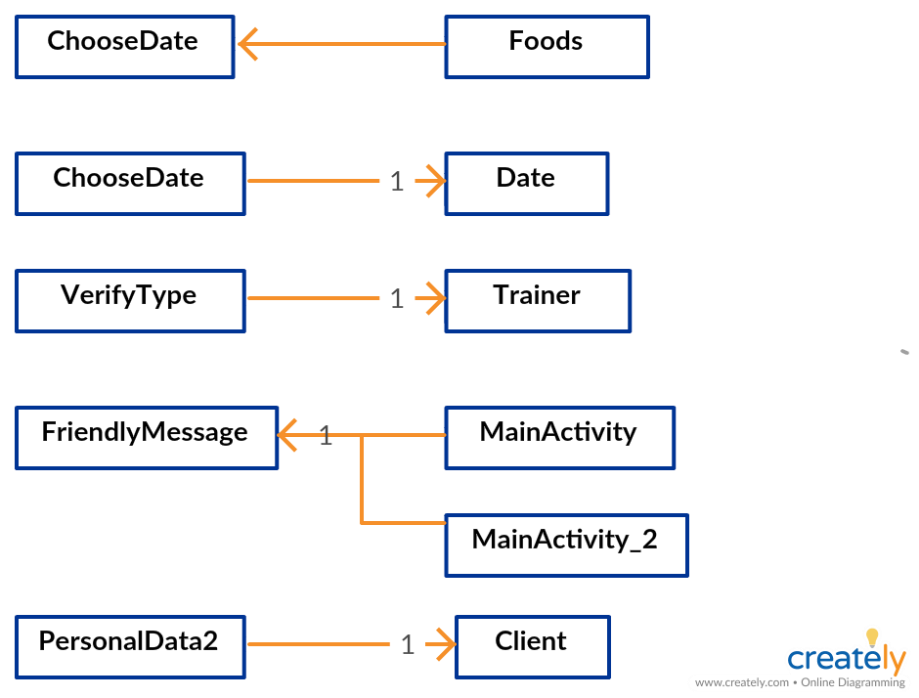 ChooseDate
Foods
ChooseDate
1
Date
VerifyType
1
Trainer
FriendlyMessage
1
MainActivity
MainActivity_2
PersonalData2
1
Client
creately
www.creately.com • Online Diagramming